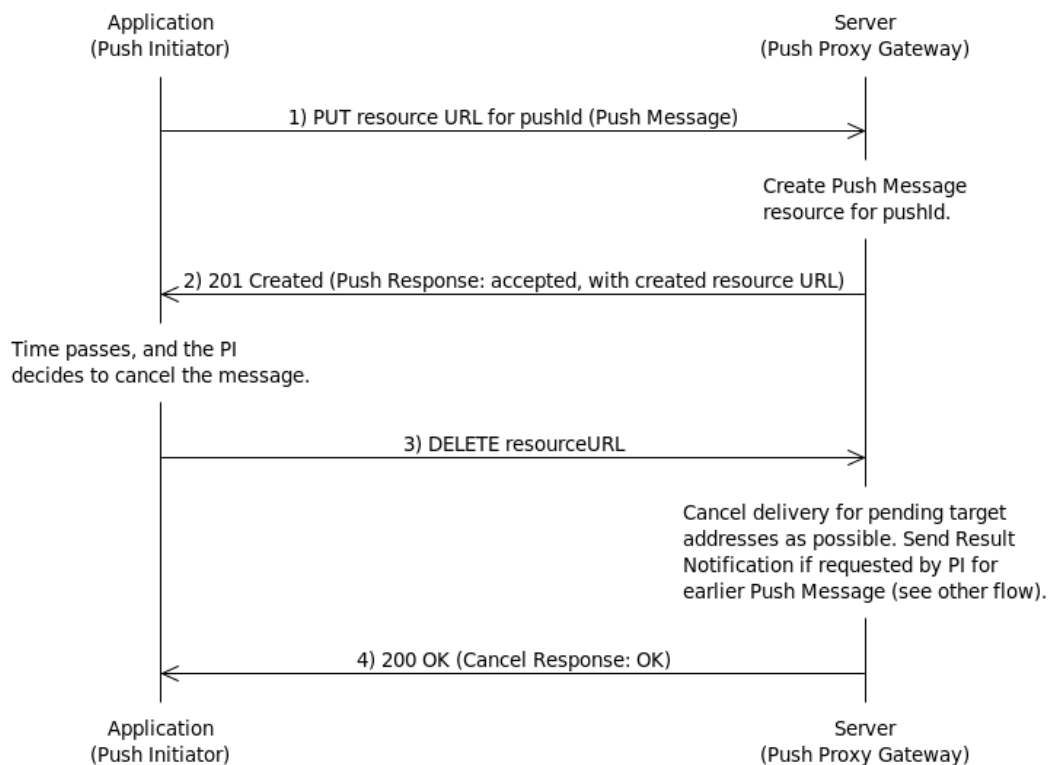 Application
(Push Initiator)
Server
(Push Proxy Gateway)
1) PUT resource URL for pushId (Push Message)
Create Push Message
resource for pushId.
2) 201 Created (Push Response: accepted, with created resource URL)
Time passes, and the PI
decides to cancel the message.
3) DELETE resourceURL
Cancel delivery for pending target
addresses as possible. Send Result
Notification if requested by PI for
earlier Push Message (see other flow).
4) 200 OK (Cancel Response: OK)
Application
(Push Initiator)
Server
(Push Proxy Gateway)